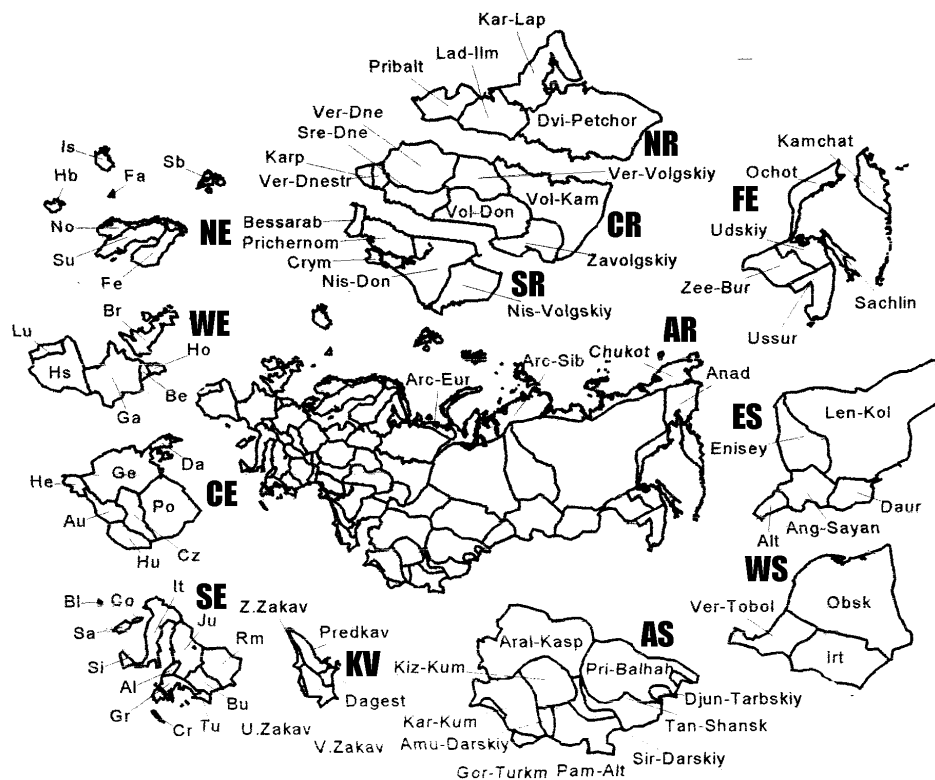 Kar-Lap
Lad-Ilm
Pribalt
Ver-Dne
Sre-Dne
Dvi-Petchor
NR
Kamchat
Is
Sb
Hb
Fa
Karp
Ver-Dnestr
Ver-Volgskiy
Ochot
FE
No
NE
Su
Fe
Bessarab
Prichernom
Crym
Vol-Don
Vol-Kam
CR
Udskiy
Nis-Don
SR
Zavolgskiy
Zee-Bur
Sachlin
Br
WE
Nis-Volgskiy
Ussur
Lu
Ho
AR
Hs
Be
Ga
Arc-Eur
Arc-Sib
Chukot
Anad
ES
Len-Kol
Enisey
He
Ge
Da
CE
Au
Po
Hu
Cz
Daur
Alt
Ang-Sayan
WS
Bl
Co
It
SE
Z.Zakav
Sa
Ju
Rm
Predkav
Si
KV
Al
Dagest
Gr
Cr
Tu
Bu
U.Zakav
V.Zakav
Aral-Kasp
AS
Kiz-Kum
Pri-Balhah
Djun-Tarbskiy
Kar-Kum
Tan-Shansk
Amu-Darskiy
Sir-Darskiy
Gor-Turkm
Pam-Alt
Ver-Tobol
Obsk
Irt